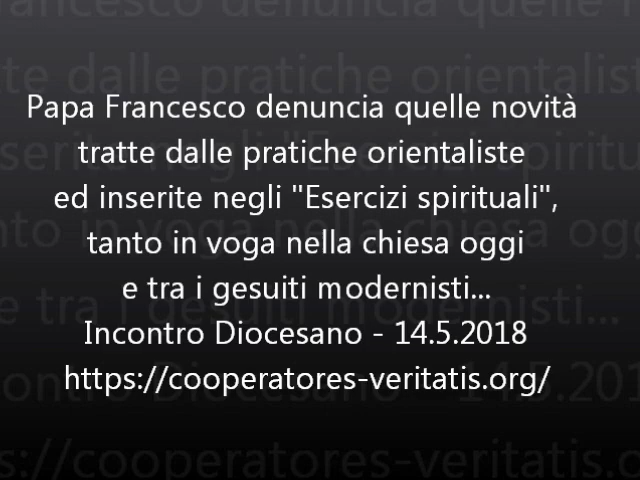 Papa Francesco denuncia quelle novità
tratte dalle pratiche orientaliste
ed inserite negli "Esercizi spirituali",
tanto in voga nella chiesa oggi
e tra i gesuiti modernisti...
Incontro Diocesano - 14.5.2018
https://cooperatores-veritatis.org/